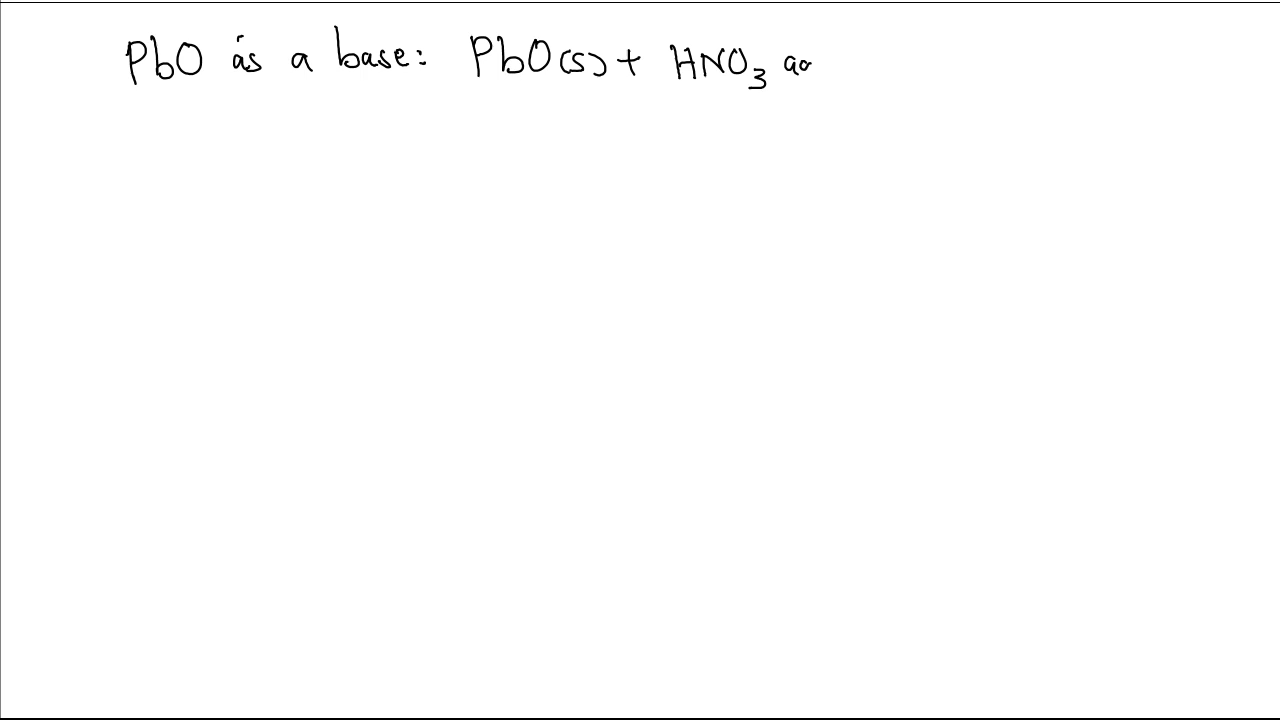 PbO as a base: PbO(s) + HNO₃ aq